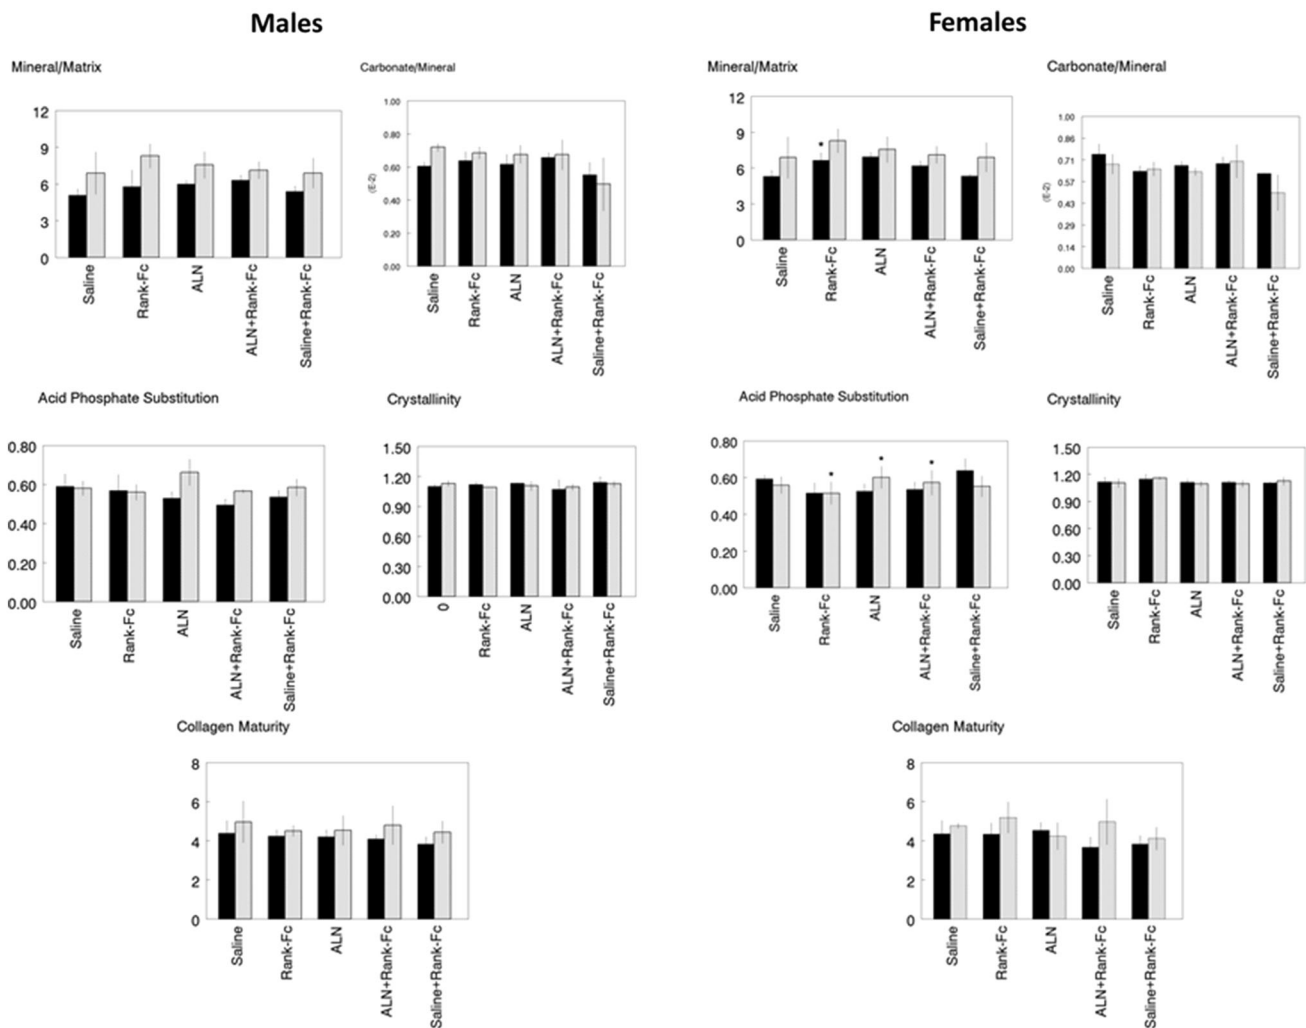 Males
Females
Mineral/Matrix
12
9
6
3
0
Saline
Rank-Fc
ALN
ALN+Rank-Fc
Saline+Rank-Fc
Carbonate/Mineral
(E-2)
1.00
0.80
0.60
0.40
0.20
0.00
Saline
Rank-Fc
ALN
ALN+Rank-Fc
Saline+Rank-Fc
Mineral/Matrix
12
9
6
3
0
*
Saline
Rank-Fc
ALN
ALN+Rank-Fc
Saline+Rank-Fc
Carbonate/Mineral
(E-2)
1.00
0.86
0.71
0.57
0.43
0.29
0.14
0.00
Saline
Rank-Fc
ALN
ALN+Rank-Fc
Saline+Rank-Fc
Acid Phosphate Substitution
0.80
0.60
0.40
0.20
0.00
Saline
Rank-Fc
ALN
ALN+Rank-Fc
Saline+Rank-Fc
Crystallinity
1.50
1.20
0.90
0.60
0.30
0.00
0
Rank-Fc
ALN
ALN+Rank-Fc
Saline+Rank-Fc
Acid Phosphate Substitution
0.80
0.60
0.40
0.20
0.00
* * *
Saline
Rank-Fc
ALN
ALN+Rank-Fc
Saline+Rank-Fc
Crystallinity
1.50
1.20
0.90
0.60
0.30
0.00
Saline
Rank-Fc
ALN
ALN+Rank-Fc
Saline+Rank-Fc
Collagen Maturity
8
6
4
2
0
Saline
Rank-Fc
ALN
ALN+Rank-Fc
Saline+Rank-Fc
Collagen Maturity
8
6
4
2
0
Saline
Rank-Fc
ALN
ALN+Rank-Fc
Saline+Rank-Fc